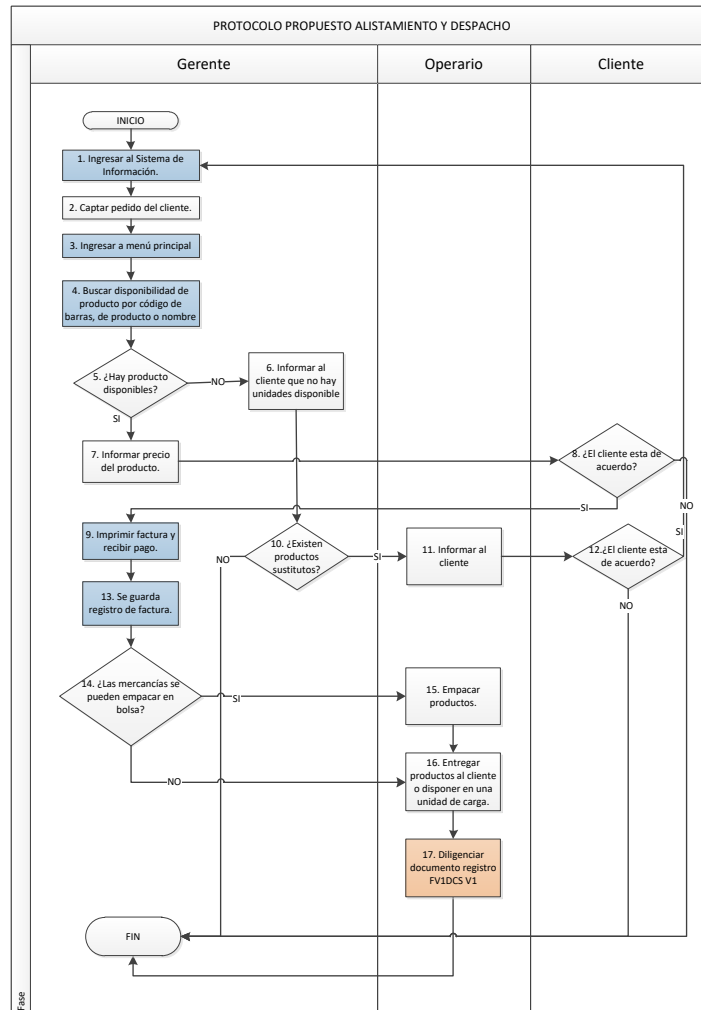 PROTOCOLO PROPUESTO ALISTAMIENTO Y DESPACHO
Gerente
Operario
Cliente
INICIO
1. Ingresar al Sistema de
Información.
2. Captar pedido del cliente.
3. Ingresar a menú principal
4. Buscar disponibilidad de
producto por código de
barras, de producto o nombre
5. ¿Hay producto
disponibles?
NO
6. Informar al
cliente que no hay
unidades disponible
SI
7. Informar precio
del producto.
8. ¿El cliente esta de
acuerdo?
SI
NO
9. Imprimir factura y
recibir pago.
10. ¿Existen
productos
sustitutos?
NO
SI
11. Informar al
cliente
12.¿El cliente esta
de acuerdo?
SI
NO
13. Se guarda
registro de factura.
14. ¿Las mercancías se
pueden empacar en
bolsa?
SI
15. Empacar
productos.
NO
16. Entregar
productos al cliente
o disponer en una
unidad de carga.
17. Diligenciar
documento registro
FV1DCS V1
FIN
Fase